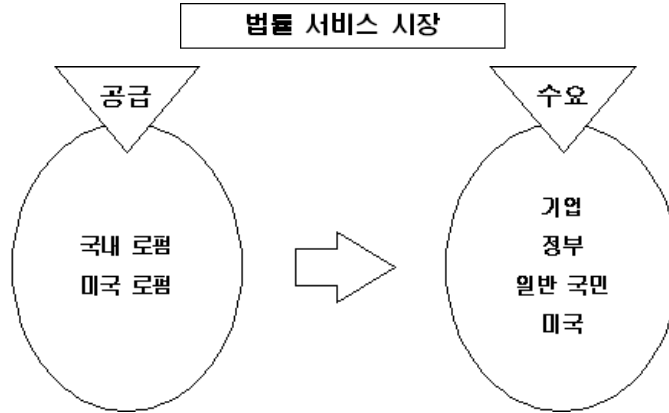 법률 서비스 시장
공급
수요
국내 로펌
미국 로펌
기업
정부
일반 국민
미국